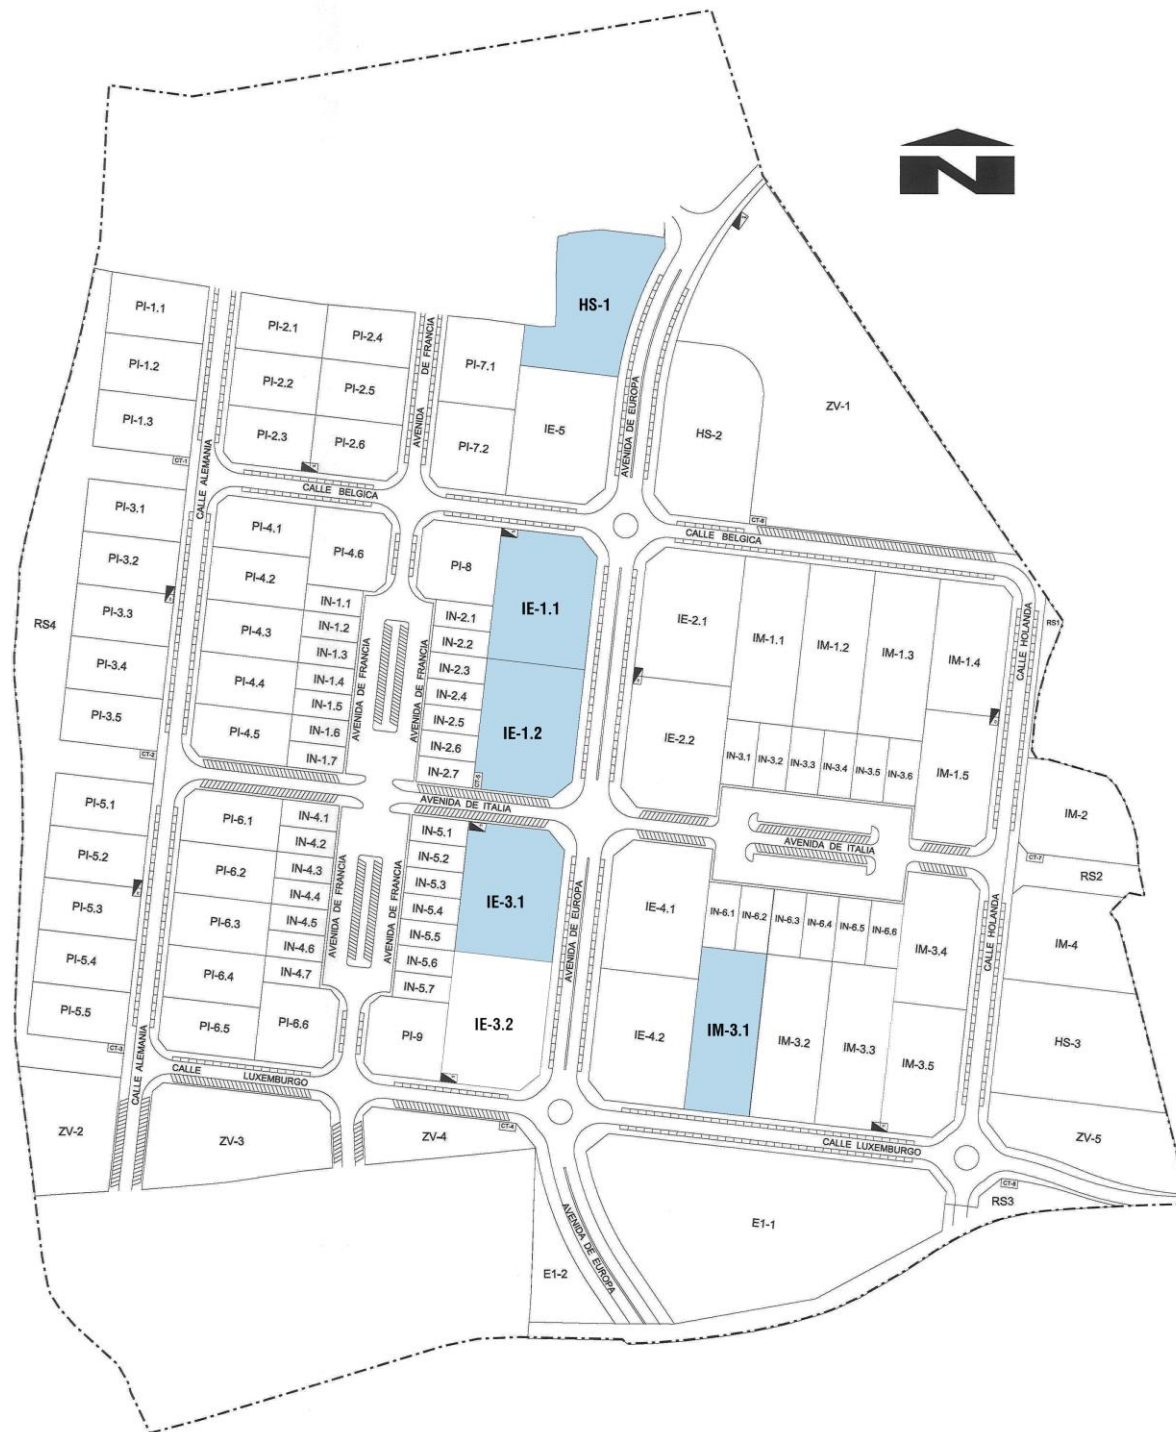 N
HS-1
PI-1.1
PI-1.2
PI-1.3
CT-1
CALLE ALEMANIA
PI-2.1
PI-2.4
PI-2.2
PI-2.5
PI-2.3
PI-2.6
AVENIDA DE FRANCIA
PI-7.1
PI-7.2
IE-5
AVENIDA DE EUROPA
HS-2
ZV-1
CT-6
CALLE BELGICA
CALLE BELGICA
PI-3.1
PI-3.2
PI-3.3
PI-3.4
PI-3.5
RS4
PI-4.1
PI-4.6
PI-4.2
PI-4.3
PI-4.4
PI-4.5
IN-1.1
IN-1.2
IN-1.3
IN-1.4
IN-1.5
IN-1.6
IN-1.7
AVENIDA DE FRANCIA
AVENIDA DE FRANCIA
PI-8
IN-2.1
IN-2.2
IN-2.3
IN-2.4
IN-2.5
IN-2.6
IN-2.7
IE-1.1
IE-1.2
IE-2.1
IE-2.2
IM-1.1
IM-1.2
IM-1.3
IM-1.4
IM-1.5
IN-3.1
IN-3.2
IN-3.3
IN-3.4
IN-3.5
IN-3.6
CALLE HOLANDA
RS1
AVENIDA DE ITALIA
AVENIDA DE ITALIA
IM-2
CT-7
RS2
PI-5.1
PI-5.2
PI-5.3
PI-5.4
PI-5.5
PI-6.1
PI-6.2
PI-6.3
PI-6.4
PI-6.5
PI-6.6
IN-4.1
IN-4.2
IN-4.3
IN-4.4
IN-4.5
IN-4.6
IN-4.7
AVENIDA DE FRANCIA
AVENIDA DE FRANCIA
IN-5.1
IN-5.2
IN-5.3
IN-5.4
IN-5.5
IN-5.6
IN-5.7
PI-9
IE-3.1
IE-3.2
AVENIDA DE EUROPA
IE-4.1
IE-4.2
IN-6.1
IN-6.2
IN-6.3
IN-6.4
IN-6.5
IN-6.6
IM-3.1
IM-3.2
IM-3.3
IM-3.4
IM-3.5
CALLE HOLANDA
IM-4
HS-3
ZV-5
CALLE ALEMANIA
CALLE LUXEMBURGO
CALLE LUXEMBURGO
ZV-2
ZV-3
ZV-4
CT-4
RS3
E1-1
E1-2
AVENIDA DE EUROPA